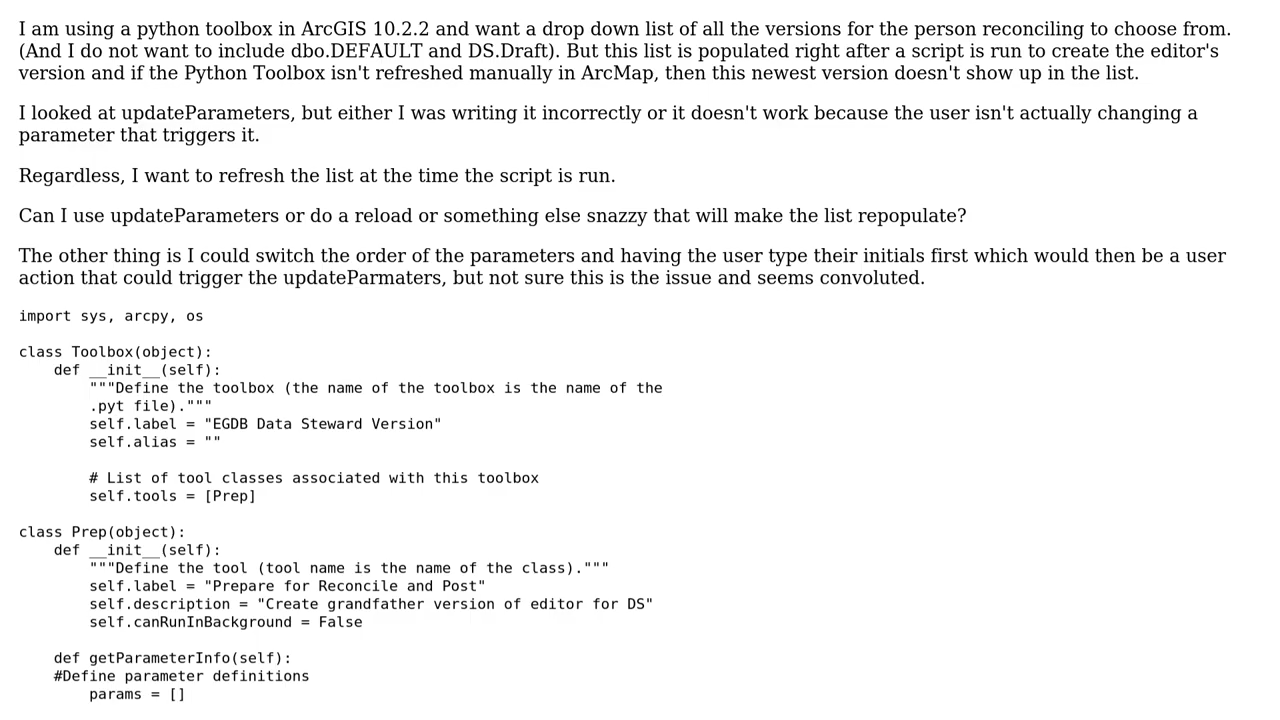 I am using a python toolbox in ArcGIS 10.2.2 and want a drop down list of all the versions for the person reconciling to choose from.
(And I do not want to include dbo.DEFAULT and DS.Draft). But this list is populated right after a script is run to create the editor's
version and if the Python Toolbox isn't refreshed manually in ArcMap, then this newest version doesn't show up in the list.
I looked at updateParameters, but either I was writing it incorrectly or it doesn't work because the user isn't actually changing a
parameter that triggers it.
Regardless, I want to refresh the list at the time the script is run.
Can I use updateParameters or do a reload or something else snazzy that will make the list repopulate?
The other thing is I could switch the order of the parameters and having the user type their initials first which would then be a user
action that could trigger the updateParmaters, but not sure this is the issue and seems convoluted.
import sys, arcpy, os
class Toolbox(object):
    def __init__(self):
        """Define the toolbox (the name of the toolbox is the name of the
        .pyt file)."""
        self.label = "EGDB Data Steward Version"
        self.alias = ""
        # List of tool classes associated with this toolbox
        self.tools = [Prep]
class Prep(object):
    def __init__(self):
        """Define the tool (tool name is the name of the class)."""
        self.label = "Prepare for Reconcile and Post"
        self.description = "Create grandfather version of editor for DS"
        self.canRunInBackground = False
    def getParameterInfo(self):
    #Define parameter definitions
        params = []